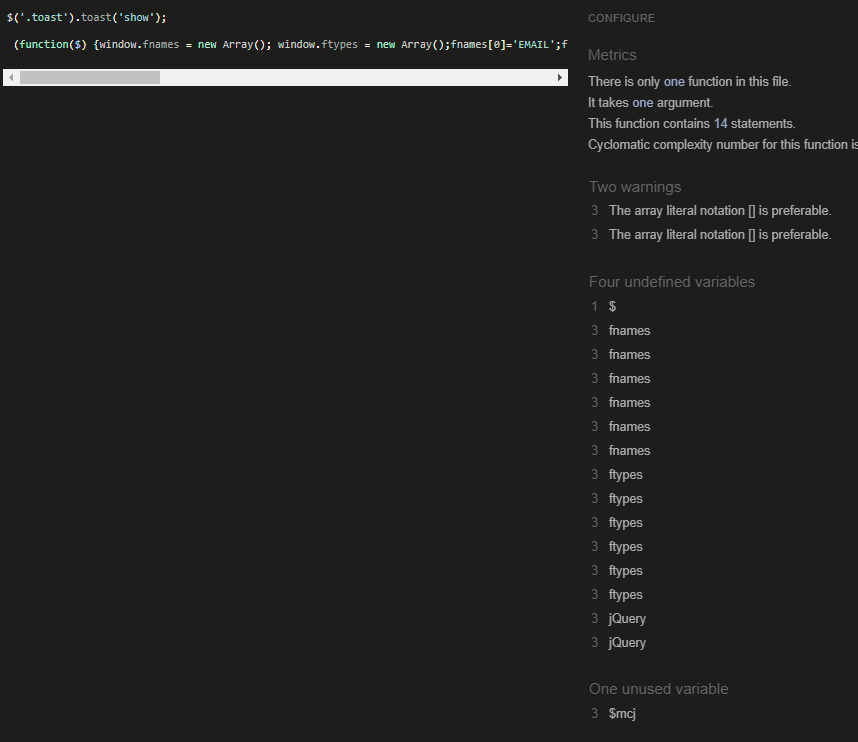 $('.toast').toast('show');
(function($) {window.fnames = new Array(); window.ftypes = new Array();fnames[0]='EMAIL';f
CONFIGURE
Metrics
There is only one function in this file.
It takes one argument.
This function contains 14 statements.
Cyclomatic complexity number for this function is
Two warnings
3 The array literal notation [] is preferable.
3 The array literal notation [] is preferable.
Four undefined variables
1 $
3 fnames
3 fnames
3 fnames
3 fnames
3 fnames
3 fnames
3 ftypes
3 ftypes
3 ftypes
3 ftypes
3 ftypes
3 ftypes
3 jQuery
3 jQuery
One unused variable
3 $mcj